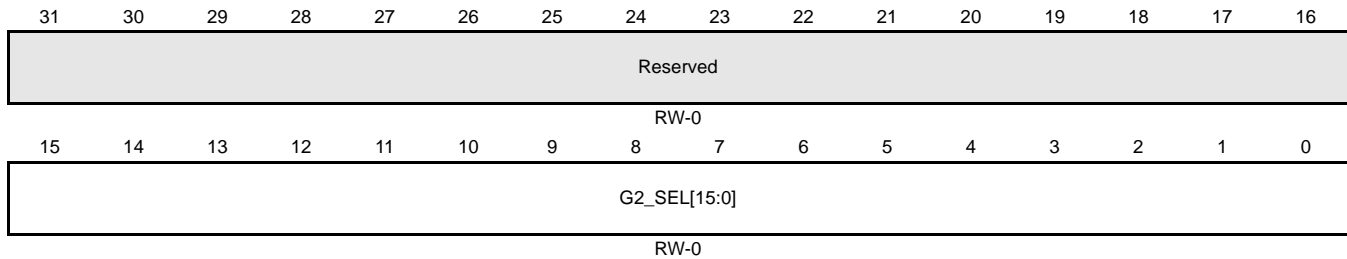 31 30 29 28 27 26 25 24 23 22 21 20 19 18 17 16
Reserved
RW-0
15 14 13 12 11 10 9 8 7 6 5 4 3 2 1 0
G2_SEL[15:0]
RW-0